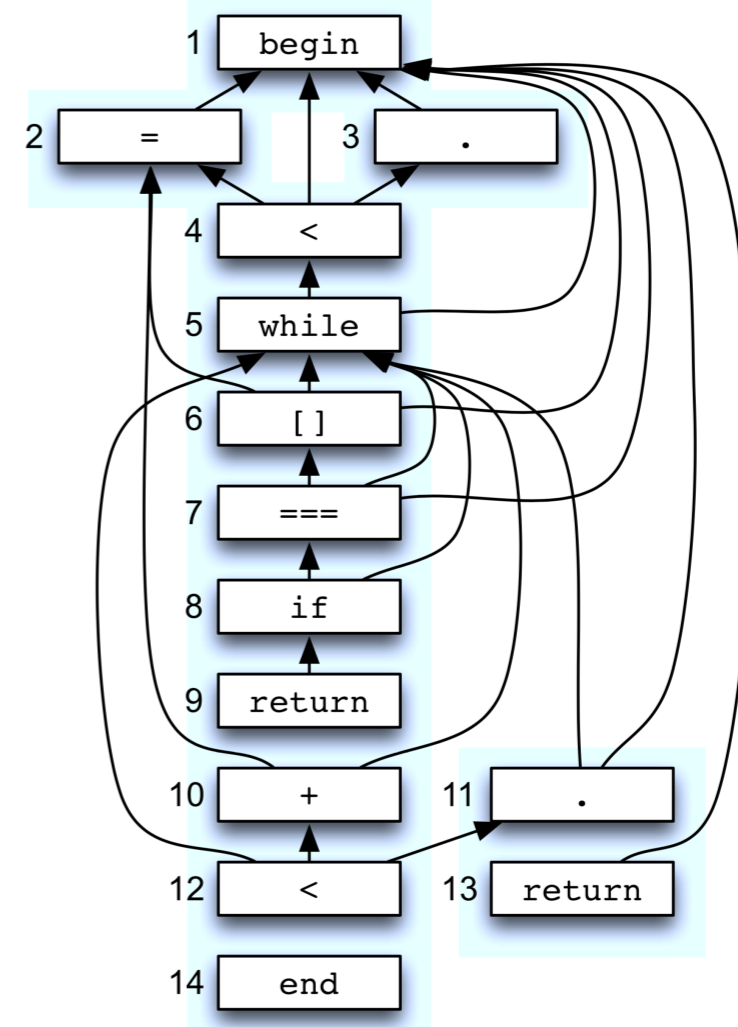 1 begin
2 = 3 .
4 <
5 while
6 []
7 ===
8 if
9 return
10 + 11 .
12 < 13 return
14 end